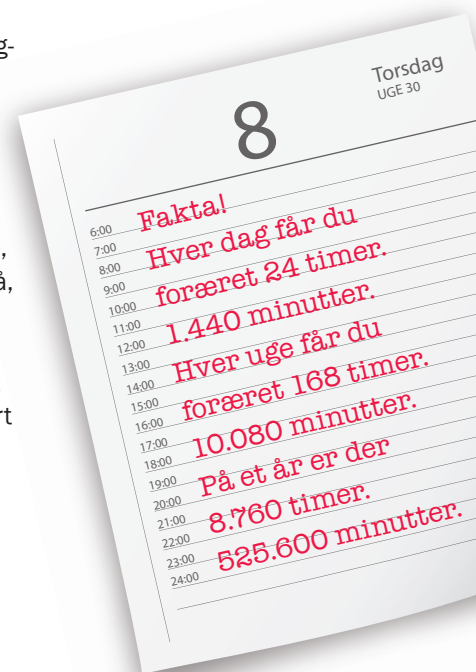 g-
,
å,
rt
8
Torsdag
UGE 30
6:00
Fakta!
7:00
8:00
Hver dag får du
9:00
10:00
foræret 24 timer.
11:00
12:00
1.440 minutter.
13:00
14:00
Hver uge får du
15:00
16:00
foræret 168 timer.
17:00
18:00
10.080 minutter.
19:00
20:00
På et år er der
21:00
22:00
8.760 timer.
23:00
24:00
525.600 minutter.